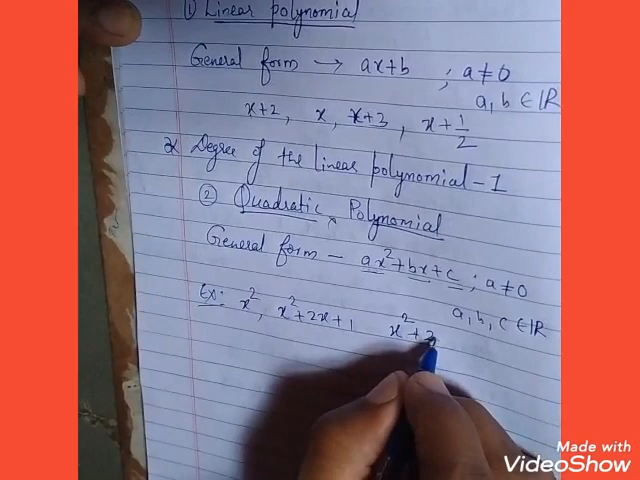 ① Linear polynomial
General form → ax+b ; a≠0
a, b ∈ IR
x+2, x, x+3, x+1/2
* Degree of the linear polynomial - 1
② Quadratic Polynomial
General form - ax²+bx+c ; a≠0
a, b, c ∈ IR
Ex: x², x²+2x+1 x²+2
Made with
VideoShow